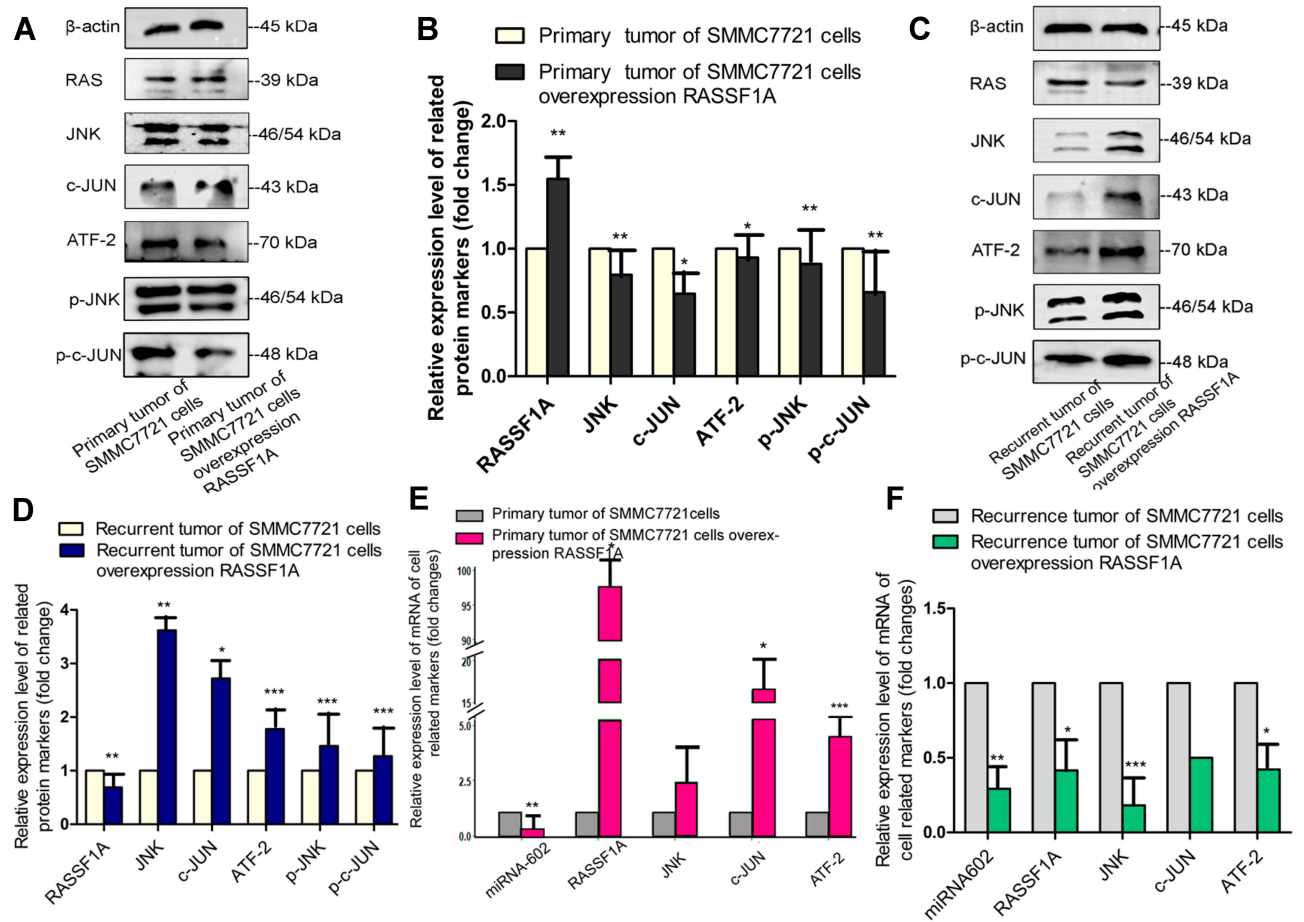 A
β-actin
--45 kDa
RAS
--39 kDa
JNK
--46/54 kDa
c-JUN
--43 kDa
ATF-2
--70 kDa
p-JNK
--46/54 kDa
p-c-JUN
--48 kDa
Primary tumor of
SMMC7721 cells
Primary tumor of
SMMC7721 cells
overexpression
RASSF1A
B
Primary tumor of SMMC7721 cells
Primary tumor of SMMC7721 cells
overexpression RASSF1A
Relative expression level of related
protein markers (fold change)
2.0
1.5
1.0
0.5
0.0
**
**
*
*
**
**
RASSF1A
JNK
c-JUN
ATF-2
p-JNK
p-c-JUN
C
β-actin
--45 kDa
RAS
--39 kDa
JNK
--46/54 kDa
c-JUN
--43 kDa
ATF-2
--70 kDa
p-JNK
--46/54 kDa
p-c-JUN
--48 kDa
Recurrent tumor of
SMMC7721 cslls
Recurrent tumor of
SMMC7721 cslls
overexpression RASSF1A
D
Recurrent tumor of SMMC7721 cells
Recurrent tumor of SMMC7721 cells
overexpression RASSF1A
Relative expression level of related
protein markers (fold change)
4
3
2
1
0
**
**
*
***
***
***
RASSF1A
JNK
c-JUN
ATF-2
p-JNK
p-c-JUN
E
Primary tumor of SMMC7721cells
Primary tumor of SMMC7721 cells overex-
pression RASSF1A
Relative expression level of mRNA of cell
related markers (fold changes)
100
95
90
20
15
5.0
2.5
0.0
**
*
*
***
miRNA-602
RASSF1A
JNK
c-JUN
ATF-2
F
Recurrence tumor of SMMC7721 cells
Recurrence tumor of SMMC7721 cells
overexpression RASSF1A
Relative expression level of mRNA of
cell related markers (fold changes)
1.5
1.0
0.5
0.0
**
*
***
*
miRNA602
RASSF1A
JNK
c-JUN
ATF-2